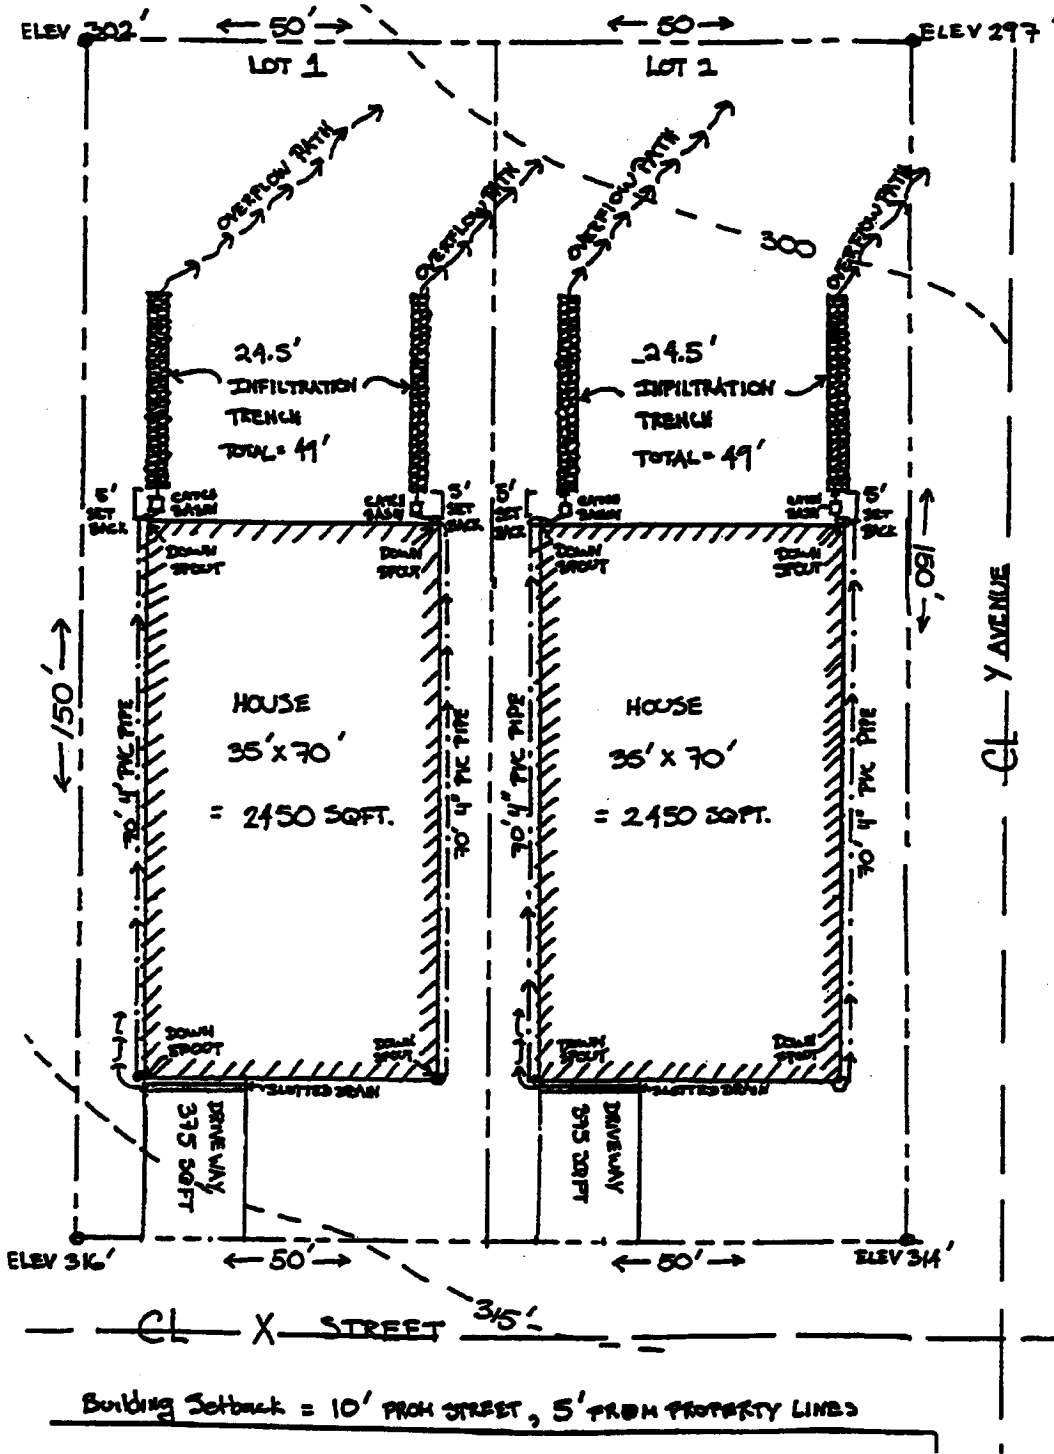 ELEV 302'
50'
50'
ELEV 297'
LOT 1
LOT 2
OVERFLOW PATH
OVERFLOW PATH
OVERFLOW PATH
OVERFLOW PATH
300
24.5'
INFILTRATION
TRENCH
TOTAL = 49'
24.5'
INFILTRATION
TRENCH
TOTAL = 49'
5'
SET
BACK
CATCH
BASIN
CATCH
BASIN
5'
SET
BACK
5'
SET
BACK
CATCH
BASIN
CATCH
BASIN
5'
SET
BACK
DOWN
SPOUT
DOWN
SPOUT
DOWN
SPOUT
DOWN
SPOUT
150'
150'
CL Y AVENUE
70' 4" PVC PIPE
HOUSE
35' X 70'
= 2450 SQFT.
70' 4" PVC PIPE
70' 4" PVC PIPE
HOUSE
35' X 70'
= 2450 SQFT.
70' 4" PVC PIPE
DOWN
SPOUT
DOWN
SPOUT
DOWN
SPOUT
DOWN
SPOUT
SLOTTED DRAIN
SLOTTED DRAIN
DRIVEWAY
375 SQFT
DRIVEWAY
375 SQFT
ELEV 316'
50'
50'
ELEV 314'
315'
CL X STREET
Building Setback = 10' FROM STREET, 5' FROM PROPERTY LINES